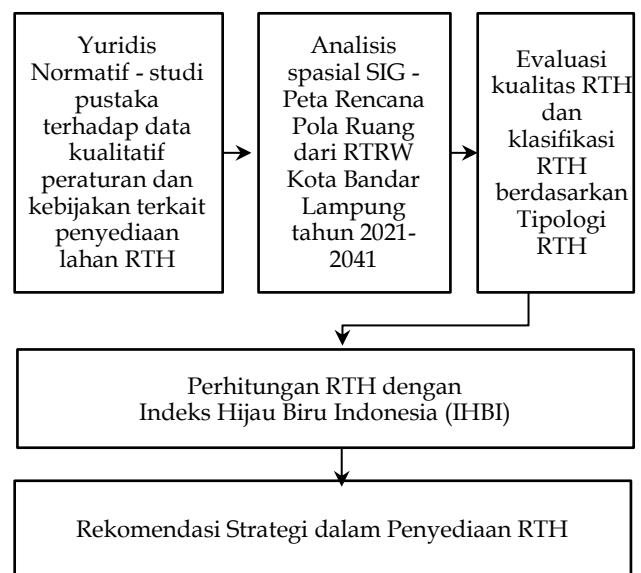 Yuridis
Normatif - studi
pustaka
terhadap data
kualitatif
peraturan dan
kebijakan terkait
penyediaan
lahan RTH
Analisis
spasial SIG -
Peta Rencana
Pola Ruang
dari RTRW
Kota Bandar
Lampung
tahun 2021-
2041
Evaluasi
kualitas RTH
dan
klasifikasi
RTH
berdasarkan
Tipologi
RTH
Perhitungan RTH dengan
Indeks Hijau Biru Indonesia (IHBI)
Rekomendasi Strategi dalam Penyediaan RTH